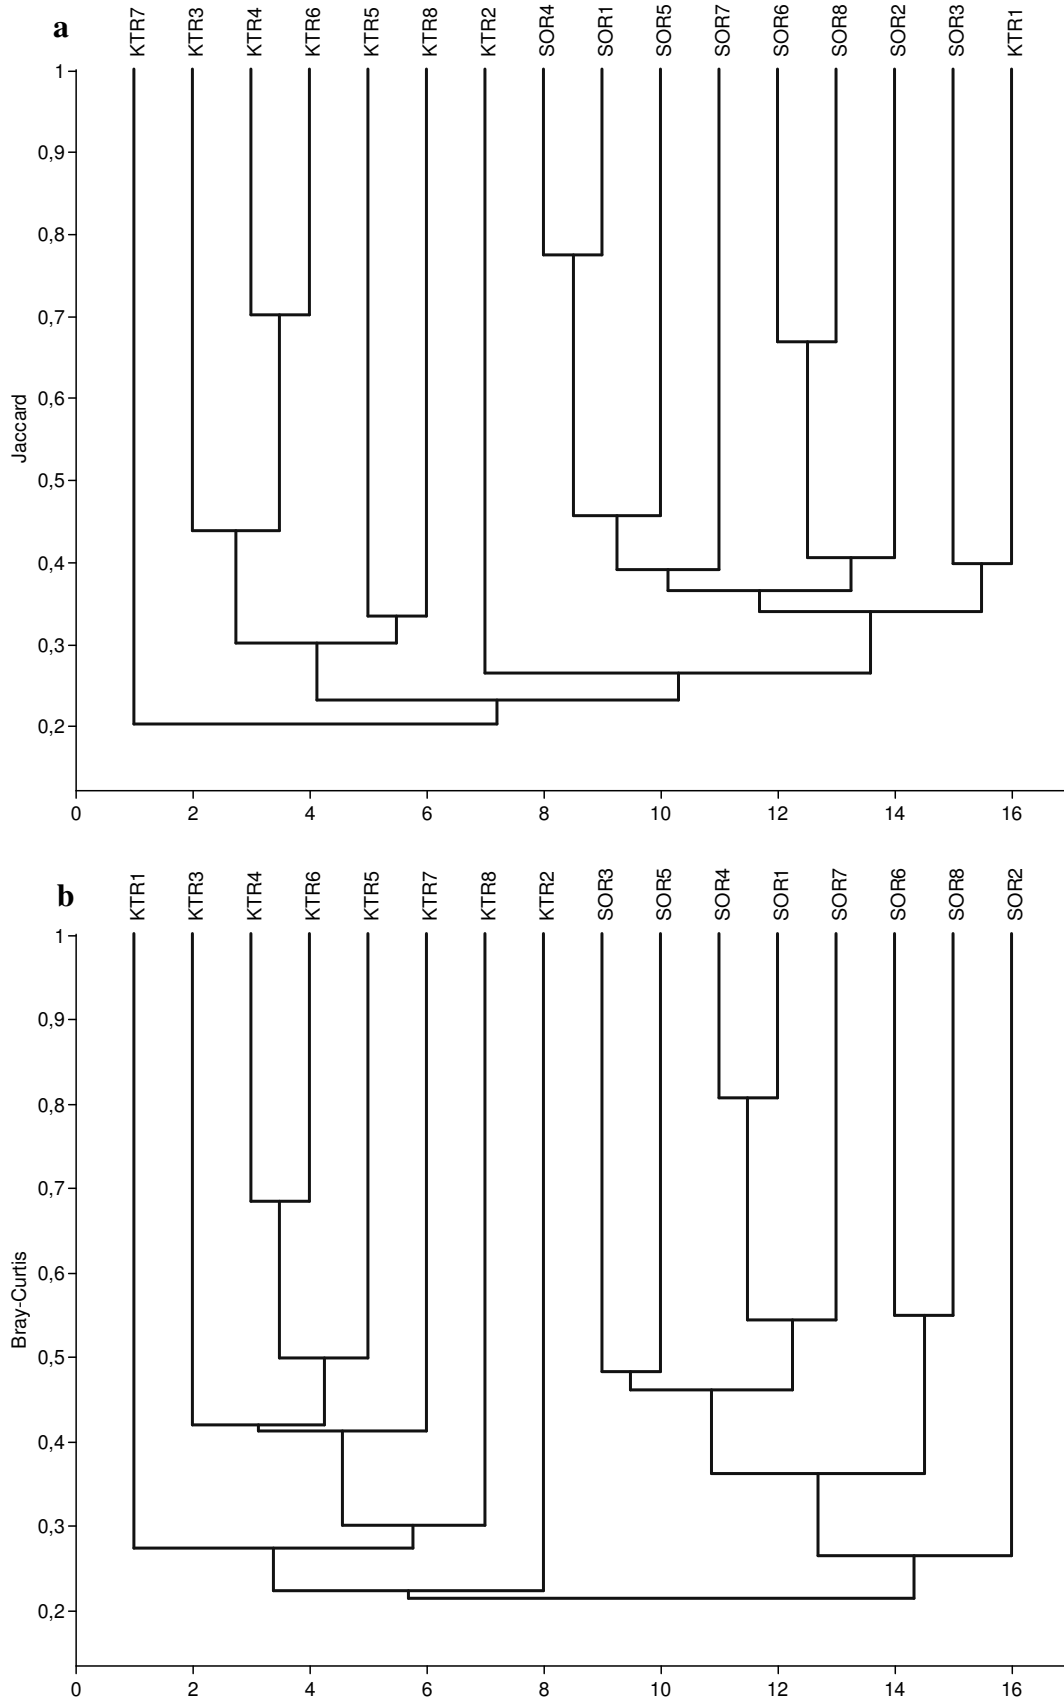 a
KTR7 KTR3 KTR4 KTR6 KTR5 KTR8 KTR2 SOR4 SOR1 SOR5 SOR7 SOR6 SOR8 SOR2 SOR3 KTR1
1
0,9
0,8
0,7
0,6
0,5
0,4
0,3
0,2
Jaccard
0 2 4 6 8 10 12 14 16
b
KTR1 KTR3 KTR4 KTR6 KTR5 KTR7 KTR8 KTR2 SOR3 SOR5 SOR4 SOR1 SOR7 SOR6 SOR8 SOR2
1
0,9
0,8
0,7
0,6
0,5
0,4
0,3
0,2
Bray-Curtis
0 2 4 6 8 10 12 14 16